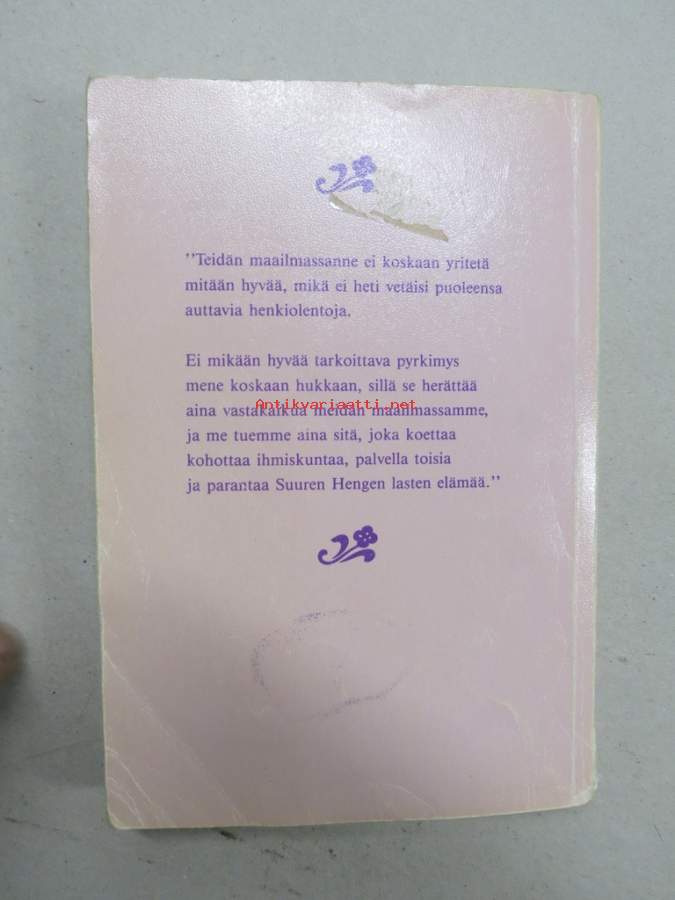 "Teidän maailmassanne ei koskaan yritetä
mitään hyvää, mikä ei heti vetäisi puoleensa
auttavia henkiolentoja.
Ei mikään hyvää tarkoittava pyrkimys
mene koskaan hukkaan, sillä se herättää
Antikvariaatti.net
aina vastakaikua meidän maailmassamme,
ja me tuemme aina sitä, joka koettaa
kohottaa ihmiskuntaa, palvella toisia
ja parantaa Suuren Hengen lasten elämää."